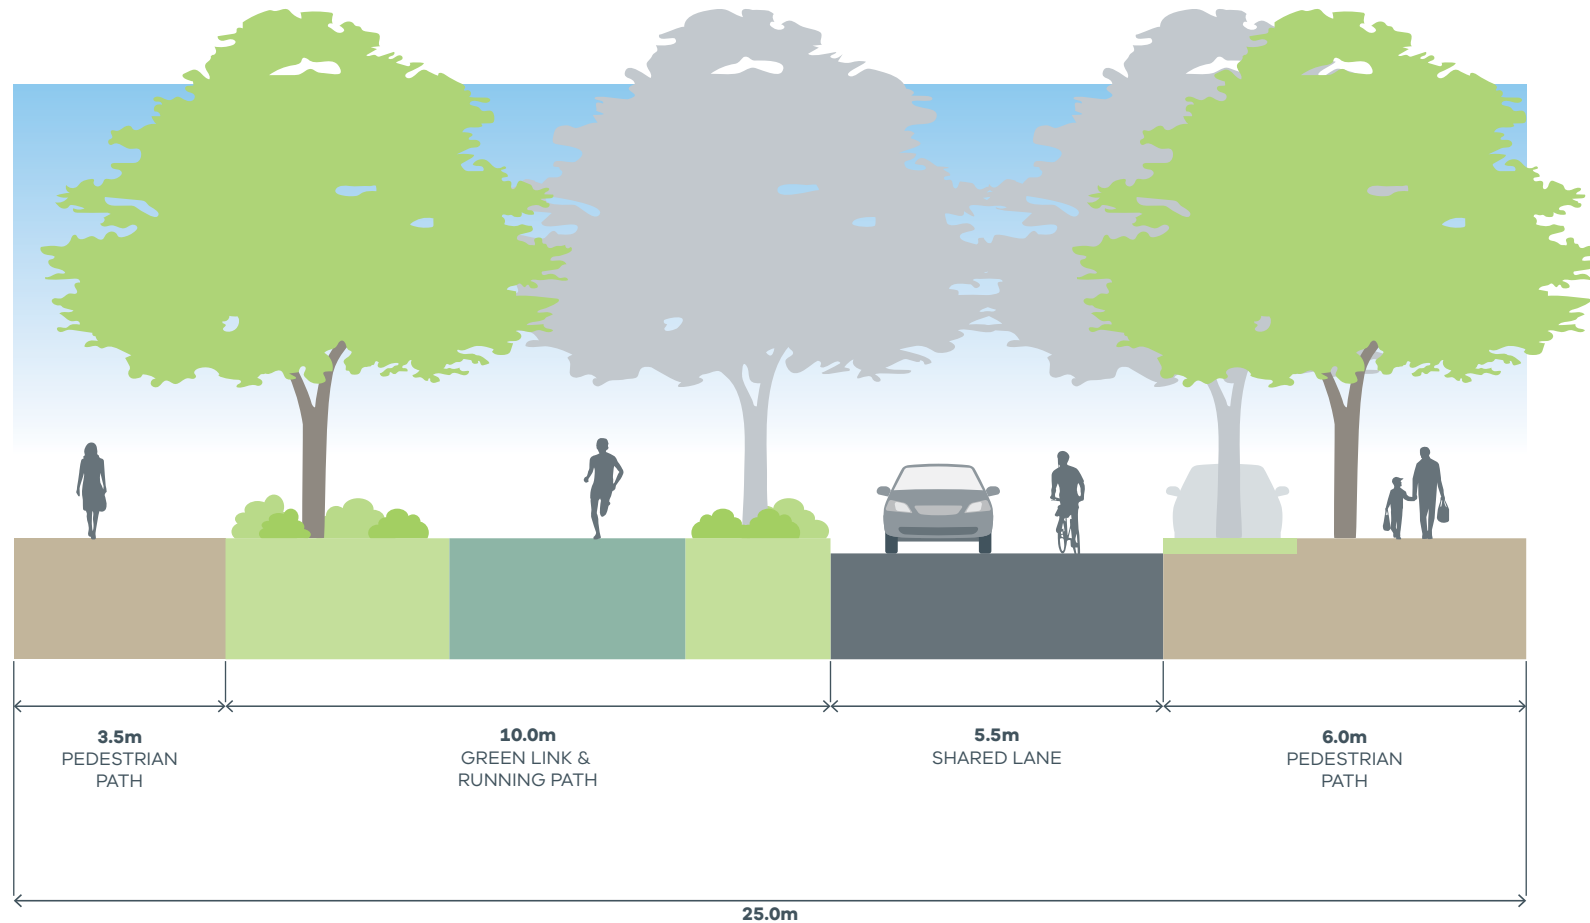 3.5m
PEDESTRIAN
PATH
10.0m
GREEN LINK &
RUNNING PATH
5.5m
SHARED LANE
6.0m
PEDESTRIAN
PATH
25.0m